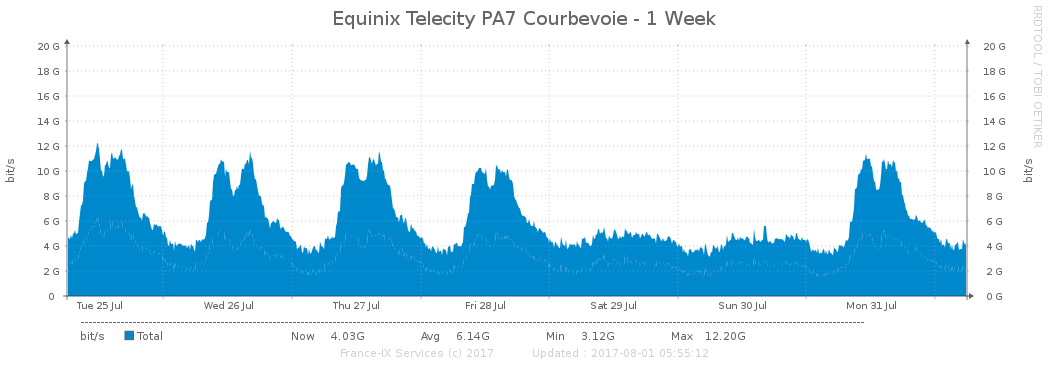 Equinix Telecity PA7 Courbevoie - 1 Week
RRDTOOL / TOBI OETIKER
bit/s
20 G
18 G
16 G
14 G
12 G
10 G
8 G
6 G
4 G
2 G
0
20 G
18 G
16 G
14 G
12 G
10 G
8 G
6 G
4 G
2 G
0 G
bit/s
Tue 25 Jul Wed 26 Jul Thu 27 Jul Fri 28 Jul Sat 29 Jul Sun 30 Jul Mon 31 Jul
bit/s Total Now 4.03G Avg 6.14G Min 3.12G Max 12.20G
France-IX Services (c) 2017 Updated : 2017-08-01 05:55:12